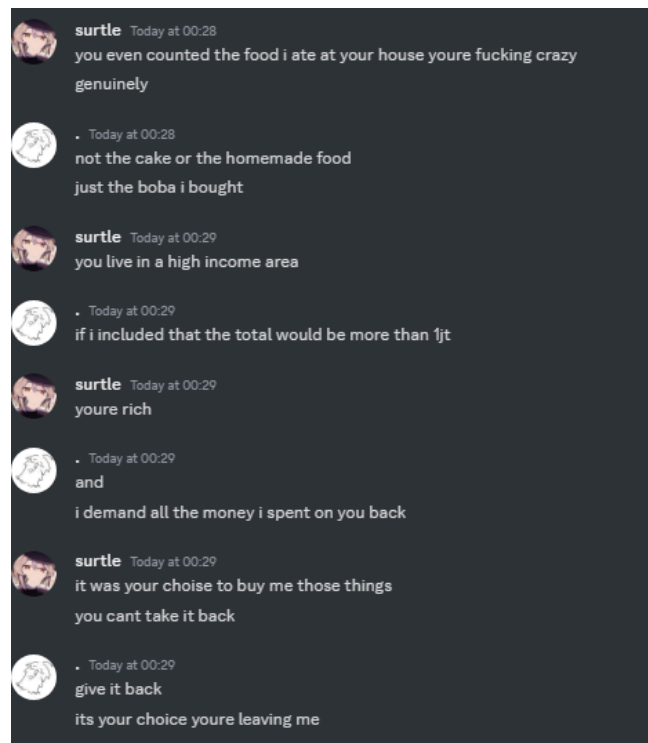 surtle Today at 00:28
you even counted the food i ate at your house youre fucking crazy
genuinely
. Today at 00:28
not the cake or the homemade food
just the boba i bought
surtle Today at 00:29
you live in a high income area
. Today at 00:29
if i included that the total would be more than 1jt
surtle Today at 00:29
youre rich
. Today at 00:29
and
i demand all the money i spent on you back
surtle Today at 00:29
it was your choise to buy me those things
you cant take it back
. Today at 00:29
give it back
its your choice youre leaving me